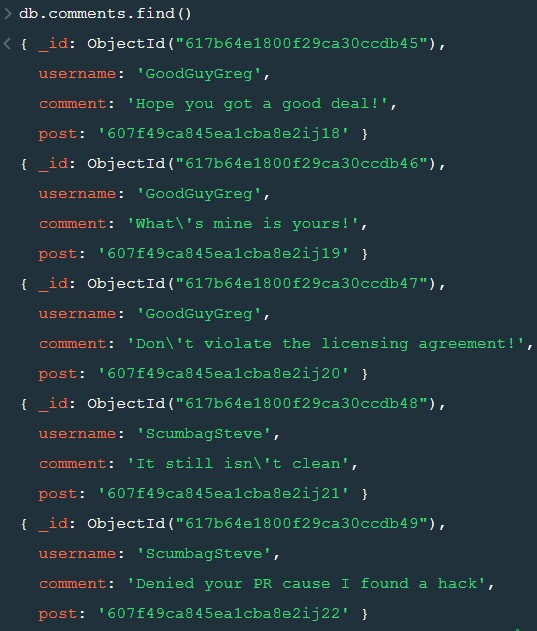 > db.comments.find()
< { _id: ObjectId("617b64e1800f29ca30ccdb45"),
username: 'GoodGuyGreg',
comment: 'Hope you got a good deal!',
post: '607f49ca845ea1cba8e2ij18' }
{ _id: ObjectId("617b64e1800f29ca30ccdb46"),
username: 'GoodGuyGreg',
comment: 'What\'s mine is yours!',
post: '607f49ca845ea1cba8e2ij19' }
{ _id: ObjectId("617b64e1800f29ca30ccdb47"),
username: 'GoodGuyGreg',
comment: 'Don\'t violate the licensing agreement!',
post: '607f49ca845ea1cba8e2ij20' }
{ _id: ObjectId("617b64e1800f29ca30ccdb48"),
username: 'ScumbagSteve',
comment: 'It still isn\'t clean',
post: '607f49ca845ea1cba8e2ij21' }
{ _id: ObjectId("617b64e1800f29ca30ccdb49"),
username: 'ScumbagSteve',
comment: 'Denied your PR cause I found a hack',
post: '607f49ca845ea1cba8e2ij22' }